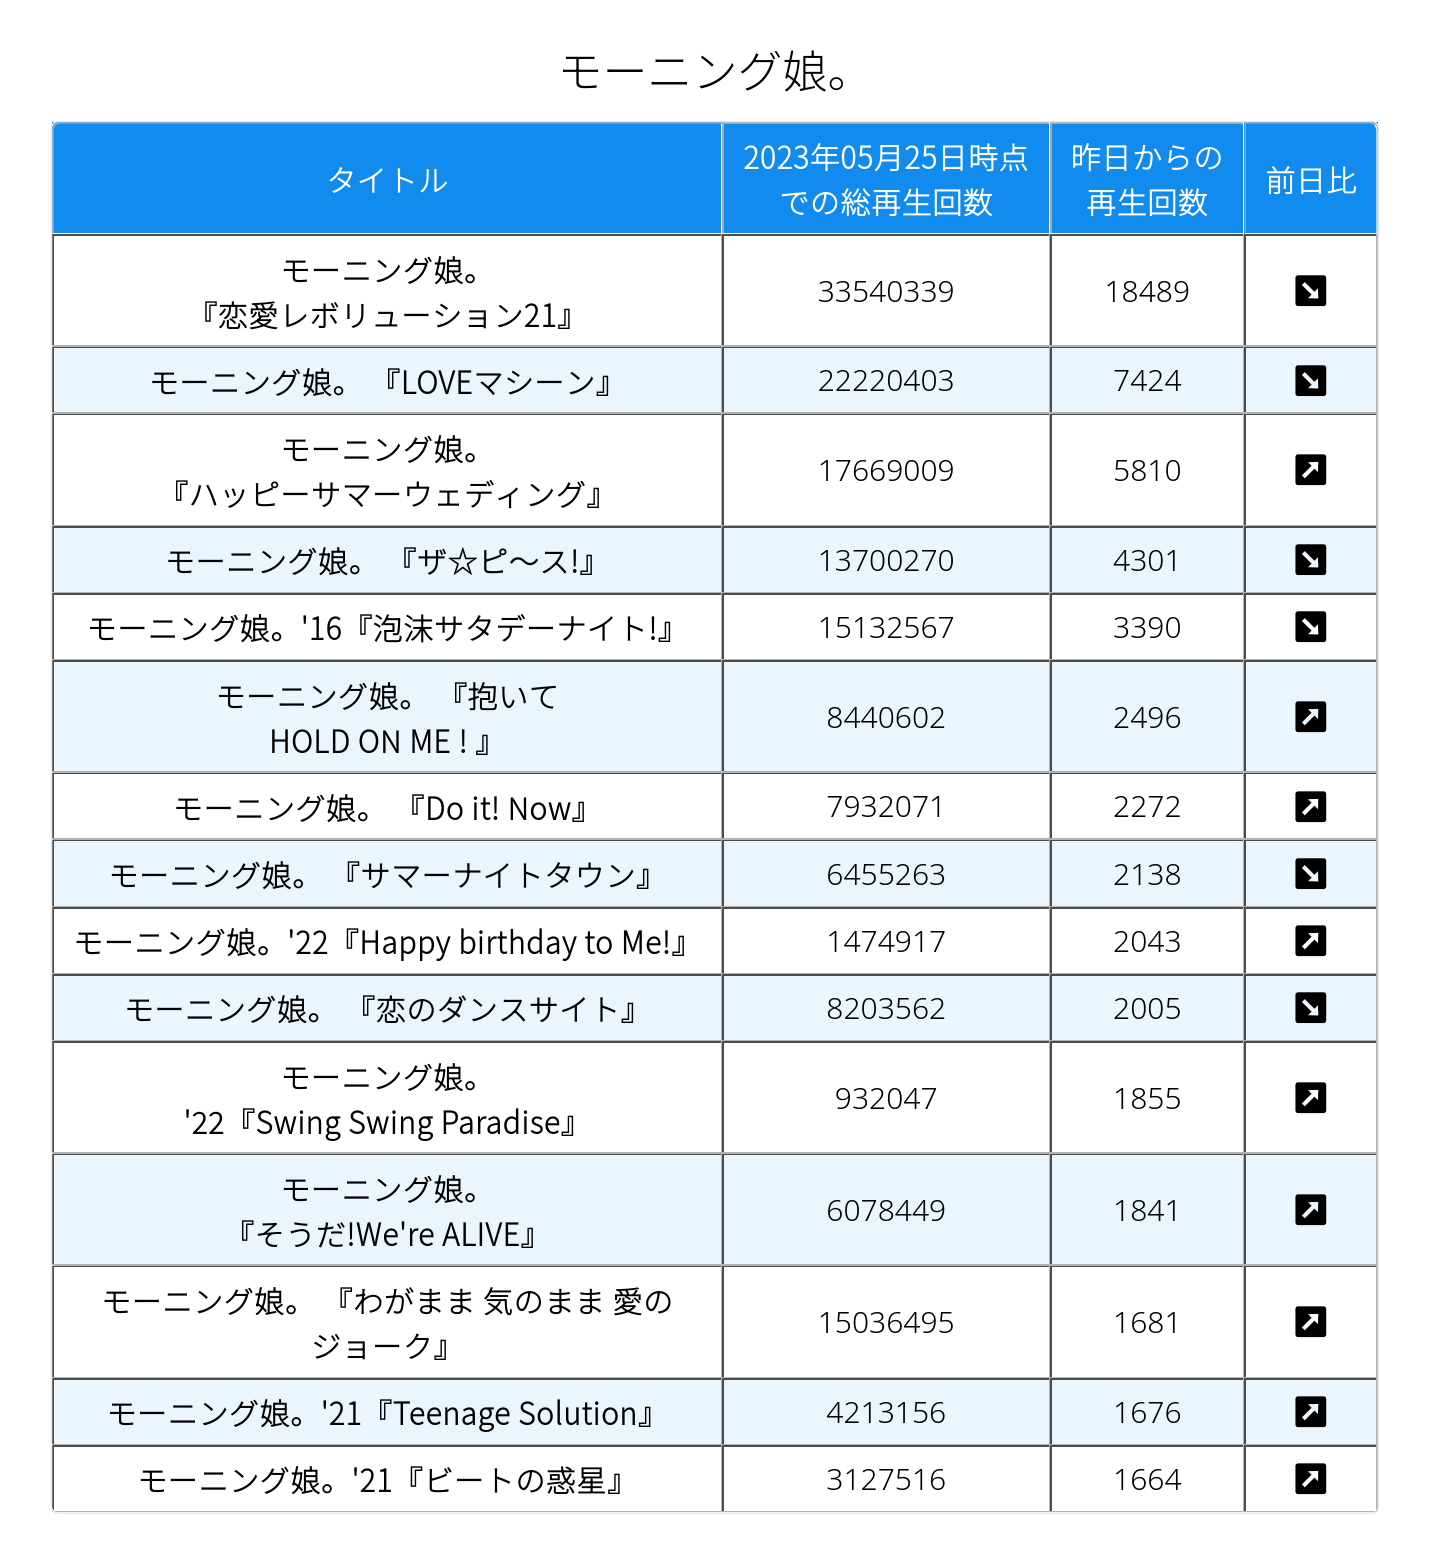 モーニング娘。
タイトル
2023年05月25日時点
での総再生回数
昨日からの
再生回数
前日比
モーニング娘。
『恋愛レボリューション21』
33540339
18489
モーニング娘。 『LOVEマシーン』
22220403
7424
モーニング娘。
『ハッピーサマーウェディング』
17669009
5810
モーニング娘。 『ザ☆ピ〜ス!』
13700270
4301
モーニング娘。'16『泡沫サタデーナイト!』
15132567
3390
モーニング娘。 『抱いて
HOLD ON ME ! 』
8440602
2496
モーニング娘。 『Do it! Now』
7932071
2272
モーニング娘。 『サマーナイトタウン』
6455263
2138
モーニング娘。'22『Happy birthday to Me!』
1474917
2043
モーニング娘。 『恋のダンスサイト』
8203562
2005
モーニング娘。
'22『Swing Swing Paradise』
932047
1855
モーニング娘。
『そうだ!We're ALIVE』
6078449
1841
モーニング娘。 『わがまま 気のまま 愛の
ジョーク』
15036495
1681
モーニング娘。'21『Teenage Solution』
4213156
1676
モーニング娘。'21『ビートの惑星』
3127516
1664